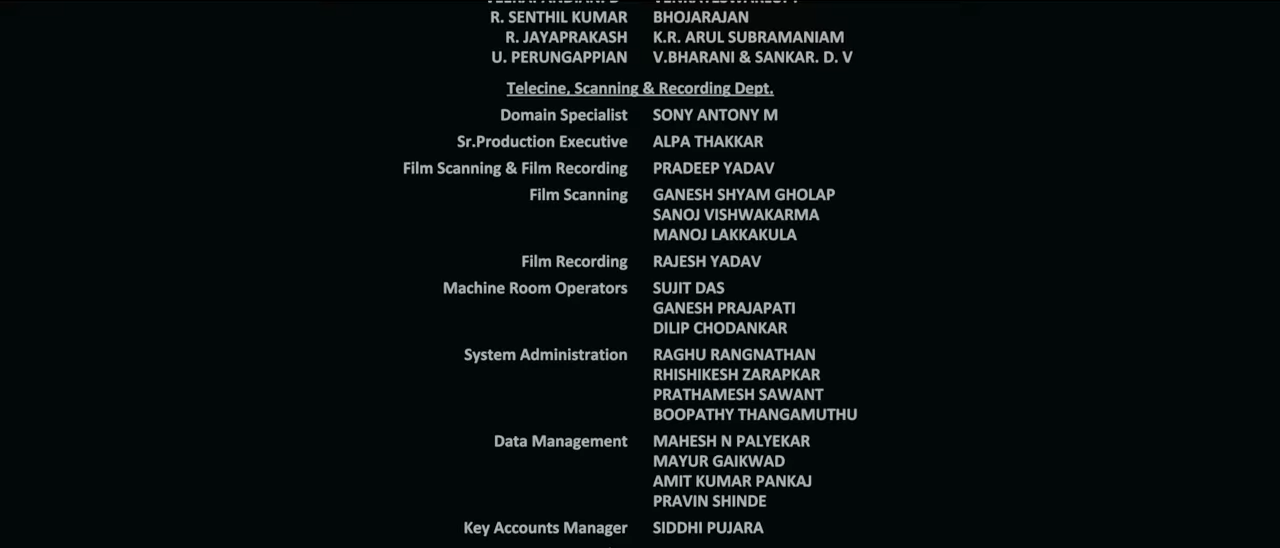 R. SENTHIL KUMAR BHOJARAJAN
R. JAYAPRAKASH K.R. ARUL SUBRAMANIAM
U. PERUNGAPPIAN V.BHARANI & SANKAR. D. V
Telecine, Scanning & Recording Dept.
Domain Specialist SONY ANTONY M
Sr.Production Executive ALPA THAKKAR
Film Scanning & Film Recording PRADEEP YADAV
Film Scanning GANESH SHYAM GHOLAP
SANOJ VISHWAKARMA
MANOJ LAKKAKULA
Film Recording RAJESH YADAV
Machine Room Operators SUJIT DAS
GANESH PRAJAPATI
DILIP CHODANKAR
System Administration RAGHU RANGNATHAN
RHISHIKESH ZARAPKAR
PRATHAMESH SAWANT
BOOPATHY THANGAMUTHU
Data Management MAHESH N PALYEKAR
MAYUR GAIKWAD
AMIT KUMAR PANKAJ
PRAVIN SHINDE
Key Accounts Manager SIDDHI PUJARA